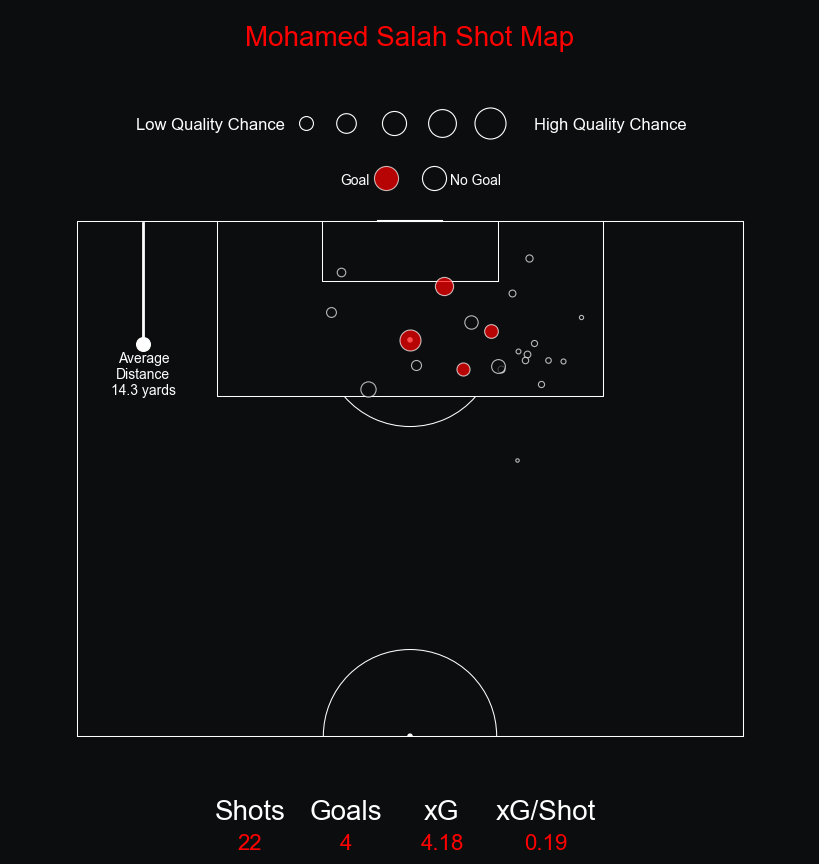 Mohamed Salah Shot Map
Low Quality Chance High Quality Chance
Goal No Goal
Average
Distance
14.3 yards
Shots Goals xG xG/Shot
22 4 4.18 0.19